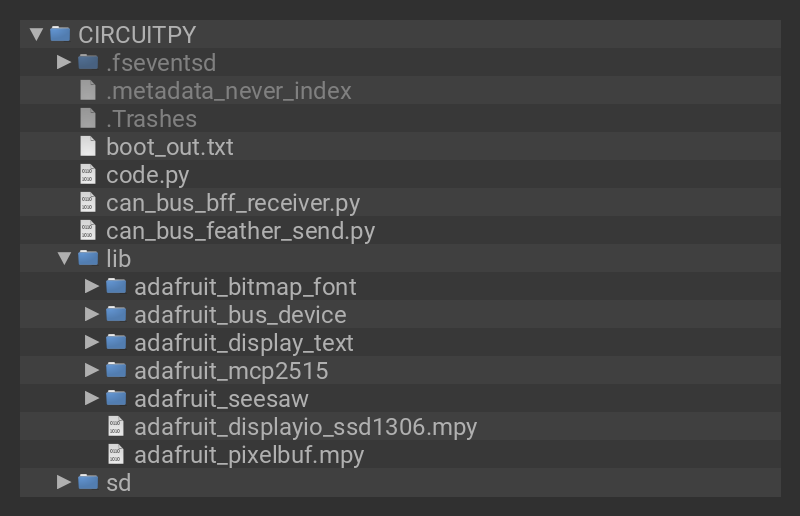 CIRCUITPY
.fseventsd
.metadata_never_index
.Trashes
boot_out.txt
code.py
can_bus_bff_receiver.py
can_bus_feather_send.py
lib
adafruit_bitmap_font
adafruit_bus_device
adafruit_display_text
adafruit_mcp2515
adafruit_seesaw
adafruit_displayio_ssd1306.mpy
adafruit_pixelbuf.mpy
sd